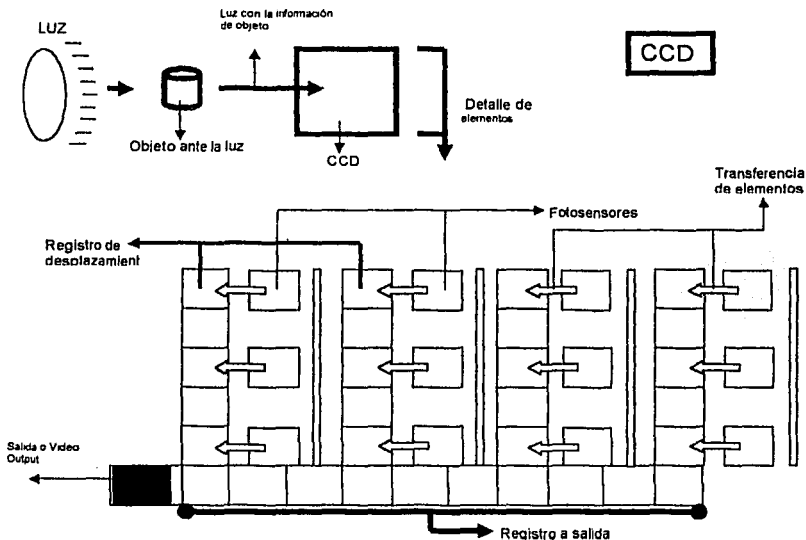 LUZ
Luz con la información
de objeto
CCD
Detalle de
elementos
Objeto ante la luz
CCD
Transferencia
de elementos
Fotosensores
Registro de
desplazamient
Salida o Video
Output
Registro a salida